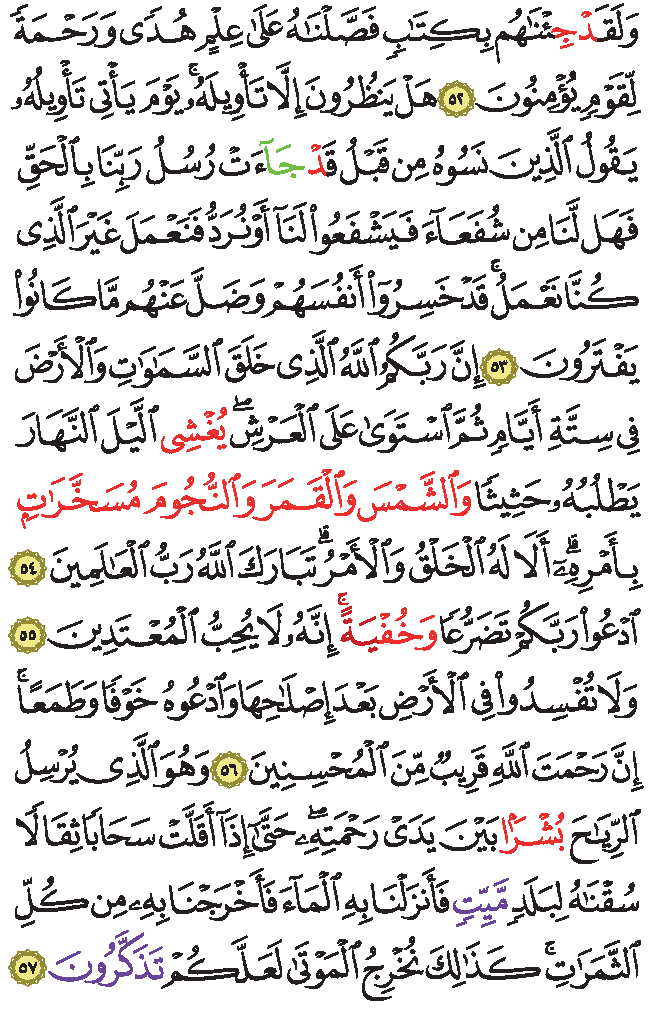 وَلَقَدۡ جِئۡنَٰهُم بِكِتَٰبٖ فَصَّلۡنَٰهُ عَلَىٰ عِلۡمٍ هُدٗى وَرَحۡمَةٗ
لِّقَوۡمٖ يُؤۡمِنُونَ ٥٢ هَلۡ يَنظُرُونَ إِلَّا تَأۡوِيلَهُۥۚ يَوۡمَ يَأۡتِي تَأۡوِيلُهُۥ
يَقُولُ ٱلَّذِينَ نَسُوهُ مِن قَبۡلُ قَدۡ جَآءَتۡ رُسُلُ رَبِّنَا بِٱلۡحَقِّ
فَهَل لَّنَا مِن شُفَعَآءَ فَيَشۡفَعُواْ لَنَآ أَوۡ نُرَدُّ فَنَعۡمَلَ غَيۡرَ ٱلَّذِي
كُنَّا نَعۡمَلُۚ قَدۡ خَسِرُوٓاْ أَنفُسَهُمۡ وَضَلَّ عَنۡهُم مَّا كَانُواْ
يَفۡتَرُونَ ٥٣ إِنَّ رَبَّكُمُ ٱللَّهُ ٱلَّذِي خَلَقَ ٱلسَّمَٰوَٰتِ وَٱلۡأَرۡضَ
فِي سِتَّةِ أَيَّامٖ ثُمَّ ٱسۡتَوَىٰ عَلَى ٱلۡعَرۡشِۖ يُغۡشِي ٱلَّيۡلَ ٱلنَّهَارَ
يَطۡلُبُهُۥ حَثِيثٗا وَٱلشَّمۡسَ وَٱلۡقَمَرَ وَٱلنُّجُومَ مُسَخَّرَٰتِۭ
بِأَمۡرِهِۦٓۗ أَلَا لَهُ ٱلۡخَلۡقُ وَٱلۡأَمۡرُۗ تَبَارَكَ ٱللَّهُ رَبُّ ٱلۡعَٰلَمِينَ ٥٤
ٱدۡعُواْ رَبَّكُمۡ تَضَرُّعٗا وَخُفۡيَةًۚ إِنَّهُۥ لَا يُحِبُّ ٱلۡمُعۡتَدِينَ ٥٥
وَلَا تُفۡسِدُواْ فِي ٱلۡأَرۡضِ بَعۡدَ إِصۡلَٰحِهَا وَٱدۡعُوهُ خَوۡفٗا وَطَمَعًاۚ
إِنَّ رَحۡمَتَ ٱللَّهِ قَرِيبٞ مِّنَ ٱلۡمُحۡسِنِينَ ٥٦ وَهُوَ ٱلَّذِي يُرۡسِلُ
ٱلرِّيَٰحَ بُشۡرَۢا بَيۡنَ يَدَيۡ رَحۡمَتِهِۦۖ حَتَّىٰٓ إِذَآ أَقَلَّتۡ سَحَابٗا ثِقَالٗا
سُقۡنَٰهُ لِبَلَدٖ مَّيِّتٖ فَأَنزَلۡنَا بِهِ ٱلۡمَآءَ فَأَخۡرَجۡنَا بِهِۦ مِن كُلِّ
ٱلثَّمَرَٰتِۚ كَذَٰلِكَ نُخۡرِجُ ٱلۡمَوۡتَىٰ لَعَلَّكُمۡ تَذَكَّرُونَ ٥٧